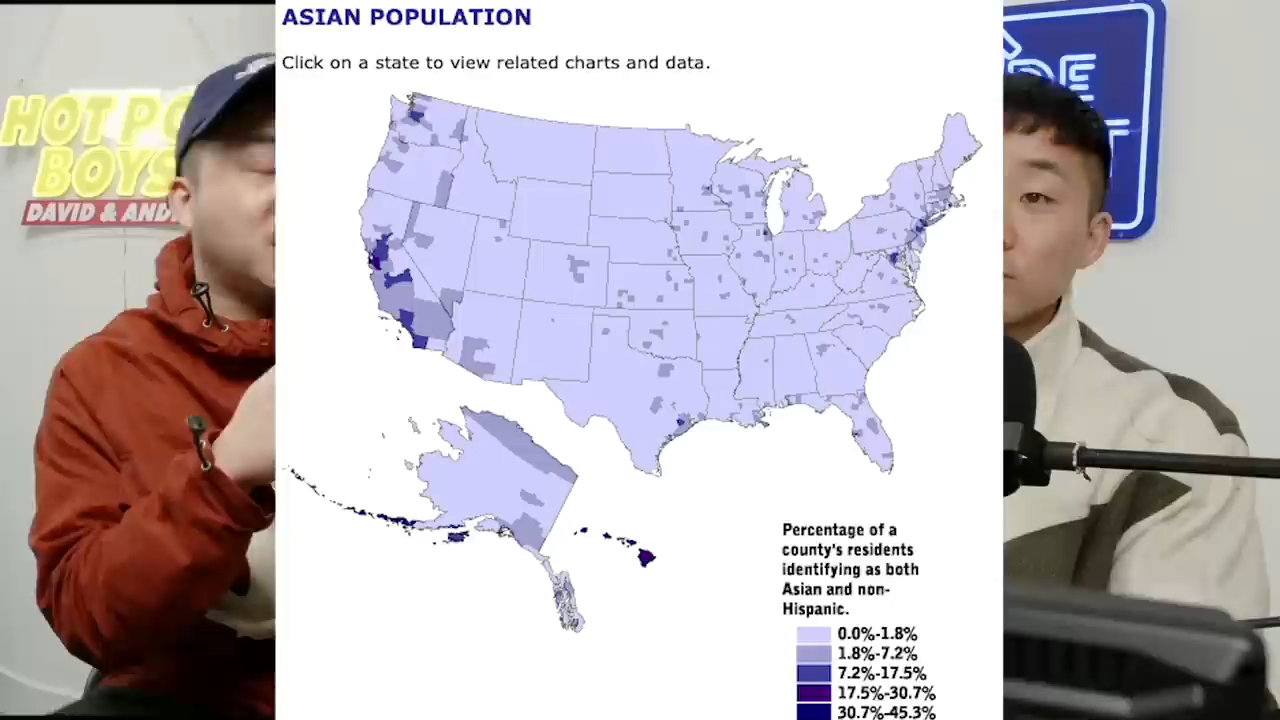 ASIAN POPULATION
Click on a state to view related charts and data.
HOT PO
BOYS
DAVID & AND
DE
T
Percentage of a
county's residents
identifying as both
Asian and non-
Hispanic.
0.0%-1.8%
1.8%-7.2%
7.2%-17.5%
17.5%-30.7%
30.7%-45.3%